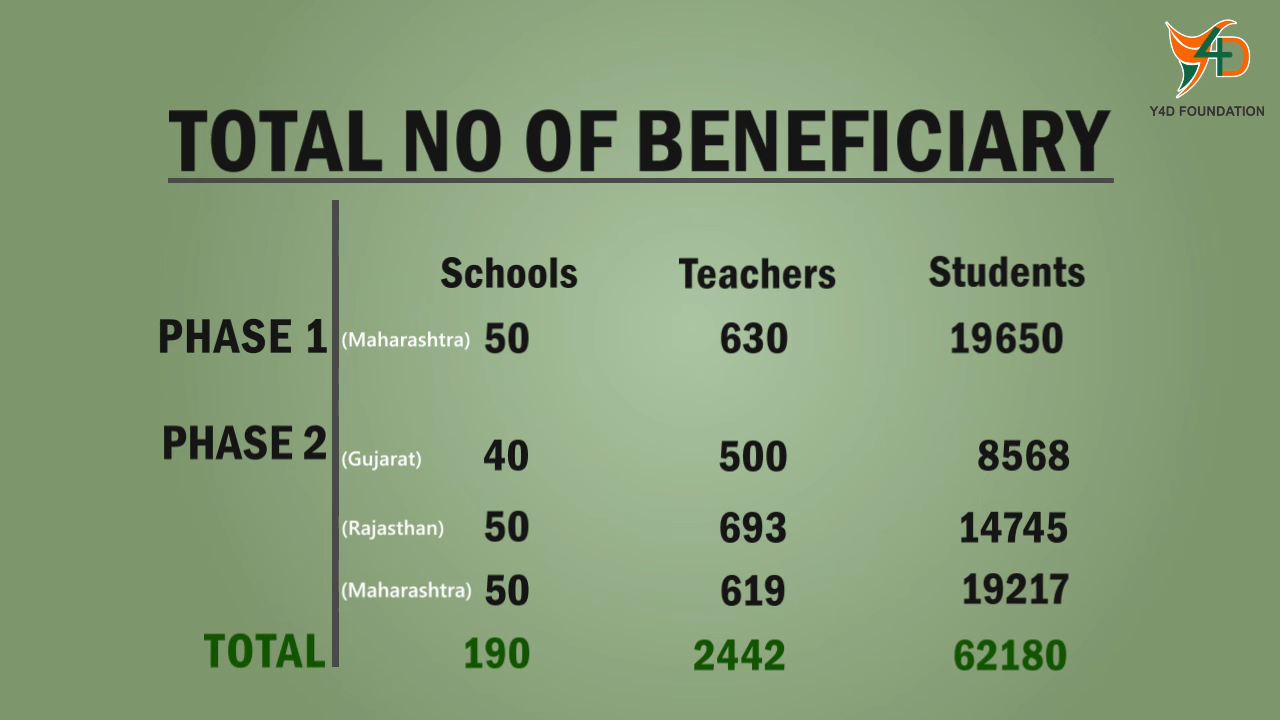 Y4D
Y4D FOUNDATION
TOTAL NO OF BENEFICIARY
Schools Teachers Students
PHASE 1 (Maharashtra) 50 630 19650
PHASE 2 (Gujarat) 40 500 8568
(Rajasthan) 50 693 14745
(Maharashtra) 50 619 19217
TOTAL 190 2442 62180